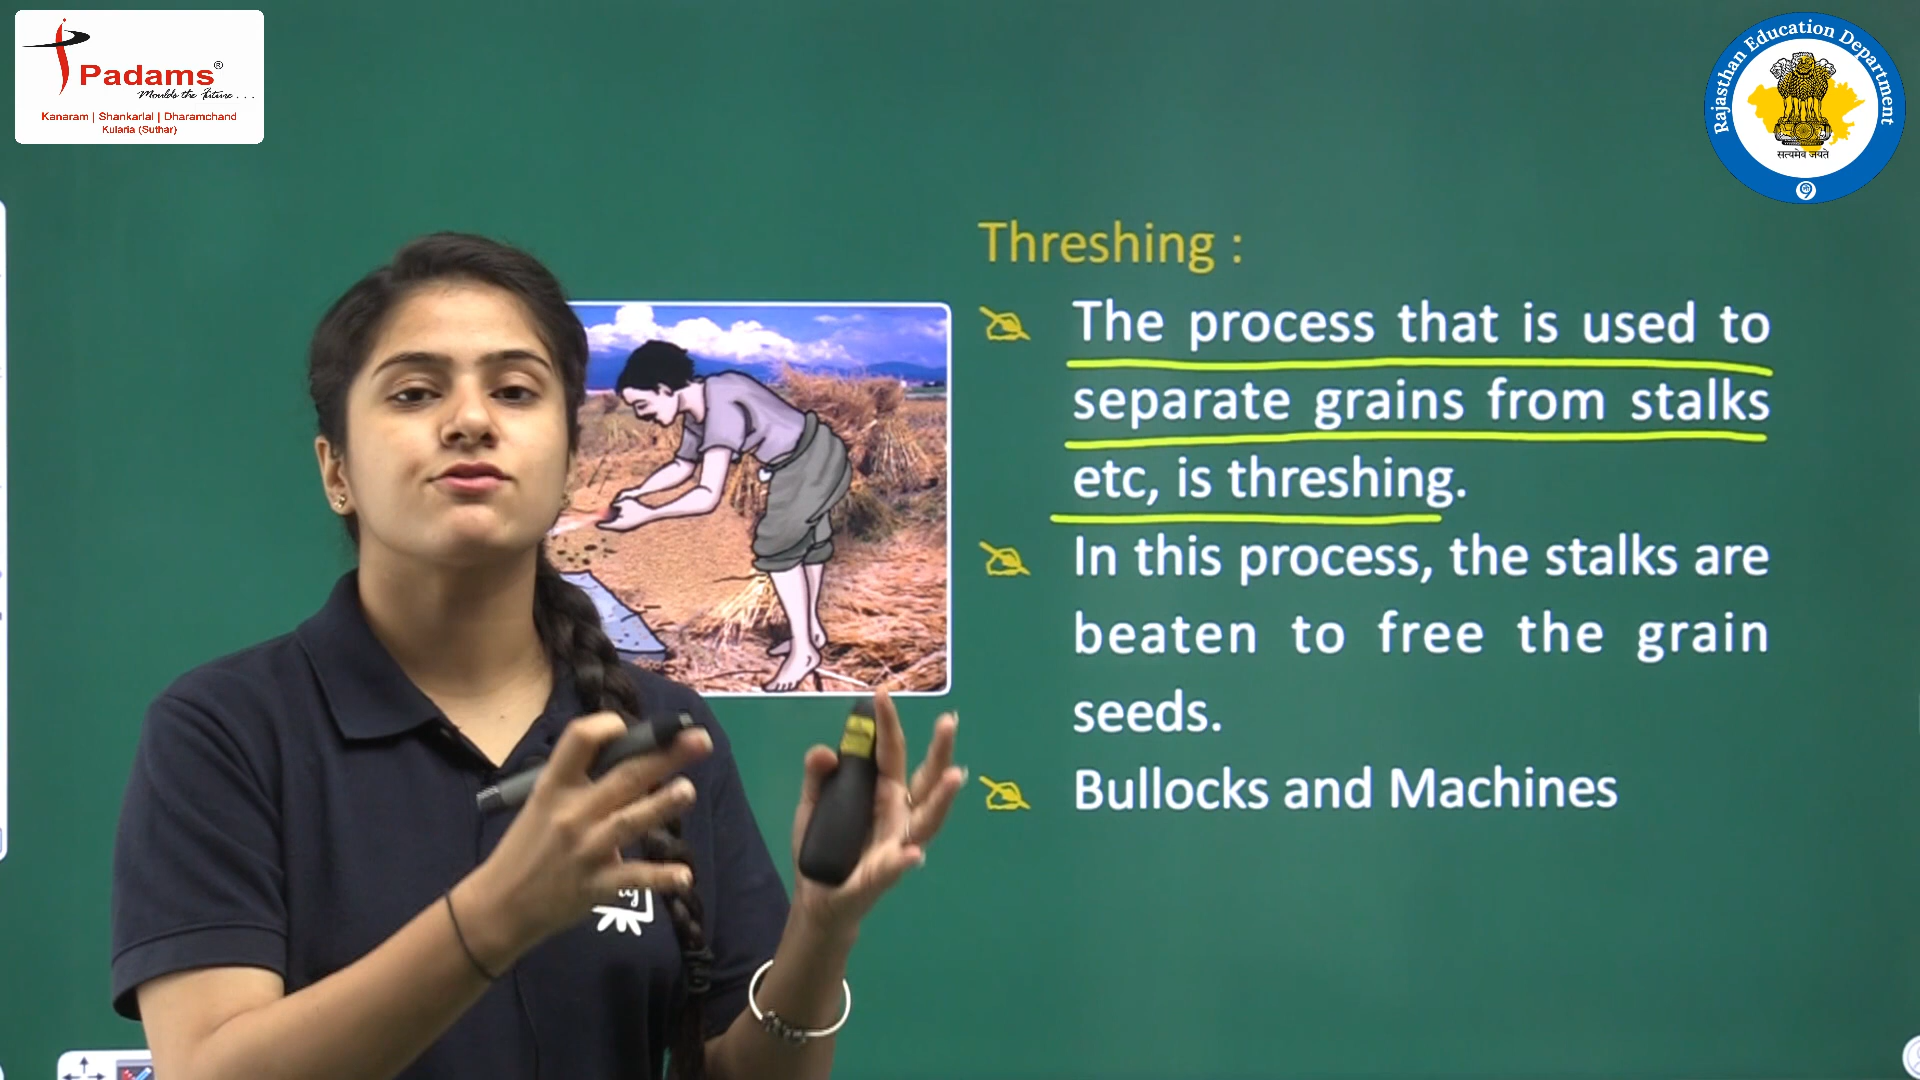 Padams®
Moulds the Future . . .
Kanaram | Shankarlal | Dharamchand
Kularia (Suthar)
Rajasthan Education Department
सत्यमेव जयते
Threshing :
The process that is used to
separate grains from stalks
etc, is threshing.
In this process, the stalks are
beaten to free the grain
seeds.
Bullocks and Machines